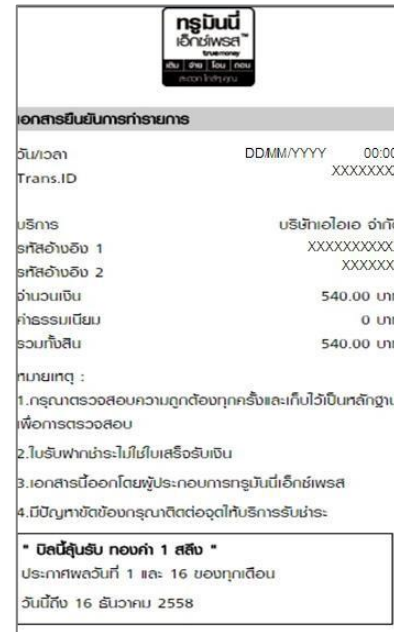 ทรูมันนี่
เอ็กซ์เพรส™
truemoney
เติม จ่าย โอน ถอน
สะดวก ใกล้ๆ คุณ
เอกสารยืนยันการทำรายการ
วัน/เวลา DD/MM/YYYY 00:00
Trans.ID XXXXXXXX
บริการ บริษัทเอไอเอ จำกัด
รหัสอ้างอิง 1 XXXXXXXXXX
รหัสอ้างอิง 2 XXXXXX
จำนวนเงิน 540.00 บาท
ค่าธรรมเนียม 0 บาท
รวมทั้งสิ้น 540.00 บาท
หมายเหตุ :
1.กรุณาตรวจสอบความถูกต้องทุกครั้งและเก็บไว้เป็นหลักฐาน
เพื่อการตรวจสอบ
2.ใบรับฝากชำระไม่ใช่ใบเสร็จรับเงิน
3.เอกสารนี้ออกโดยผู้ประกอบการทรูมันนี่เอ็กซ์เพรส
4.มีปัญหาขัดข้องกรุณาติดต่อจุดให้บริการรับชำระ
" บิลนี้ลุ้นรับ ทองคำ 1 สลึง "
ประกาศผลวันที่ 1 และ 16 ของทุกเดือน
วันนี้ถึง 16 ธันวาคม 2558